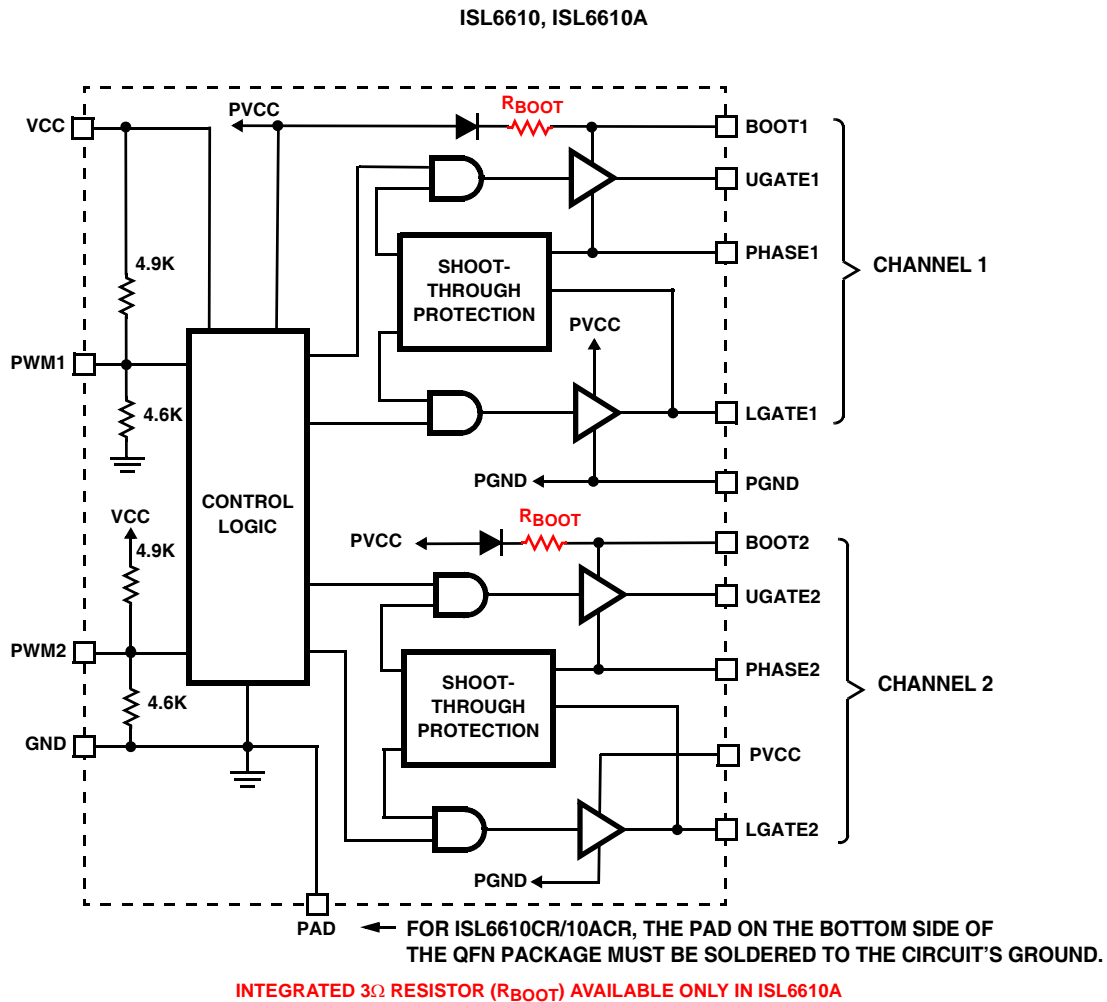 ISL6610, ISL6610A
PVCC
RBOOT
VCC
BOOT1
UGATE1
4.9K
SHOOT-
THROUGH
PROTECTION
PHASE1
CHANNEL 1
PVCC
PWM1
4.6K
LGATE1
PGND
PGND
CONTROL
LOGIC
VCC
4.9K
PVCC
RBOOT
BOOT2
UGATE2
PWM2
4.6K
SHOOT-
THROUGH
PROTECTION
PHASE2
CHANNEL 2
GND
PVCC
LGATE2
PGND
PAD
FOR ISL6610CR/10ACR, THE PAD ON THE BOTTOM SIDE OF
THE QFN PACKAGE MUST BE SOLDERED TO THE CIRCUIT'S GROUND.
INTEGRATED 3Ω RESISTOR (RBOOT) AVAILABLE ONLY IN ISL6610A